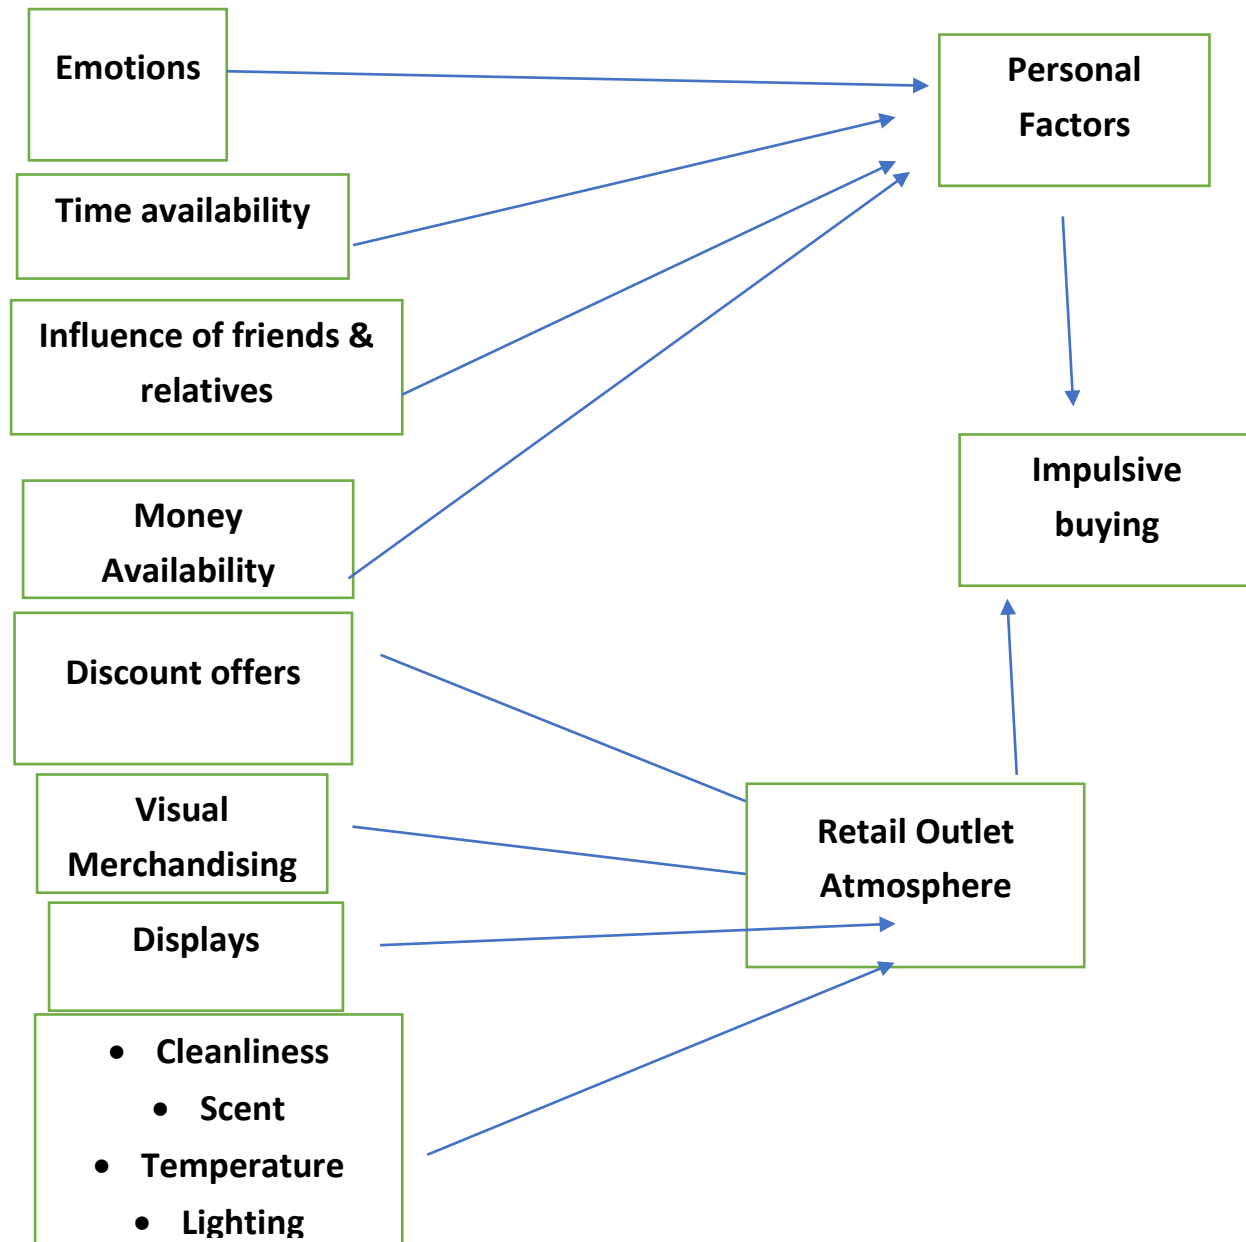 Emotions
Time availability
Influence of friends &
relatives
Money
Availability
Discount offers
Visual
Merchandising
Displays
• Cleanliness
• Scent
• Temperature
• Lighting
Personal
Factors
Impulsive
buying
Retail Outlet
Atmosphere